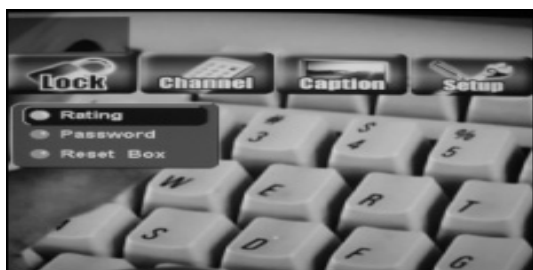 Lock Channel Caption Setup
Rating
Password
Reset Box
# $ %
3 4 5
W E R T
S D F G